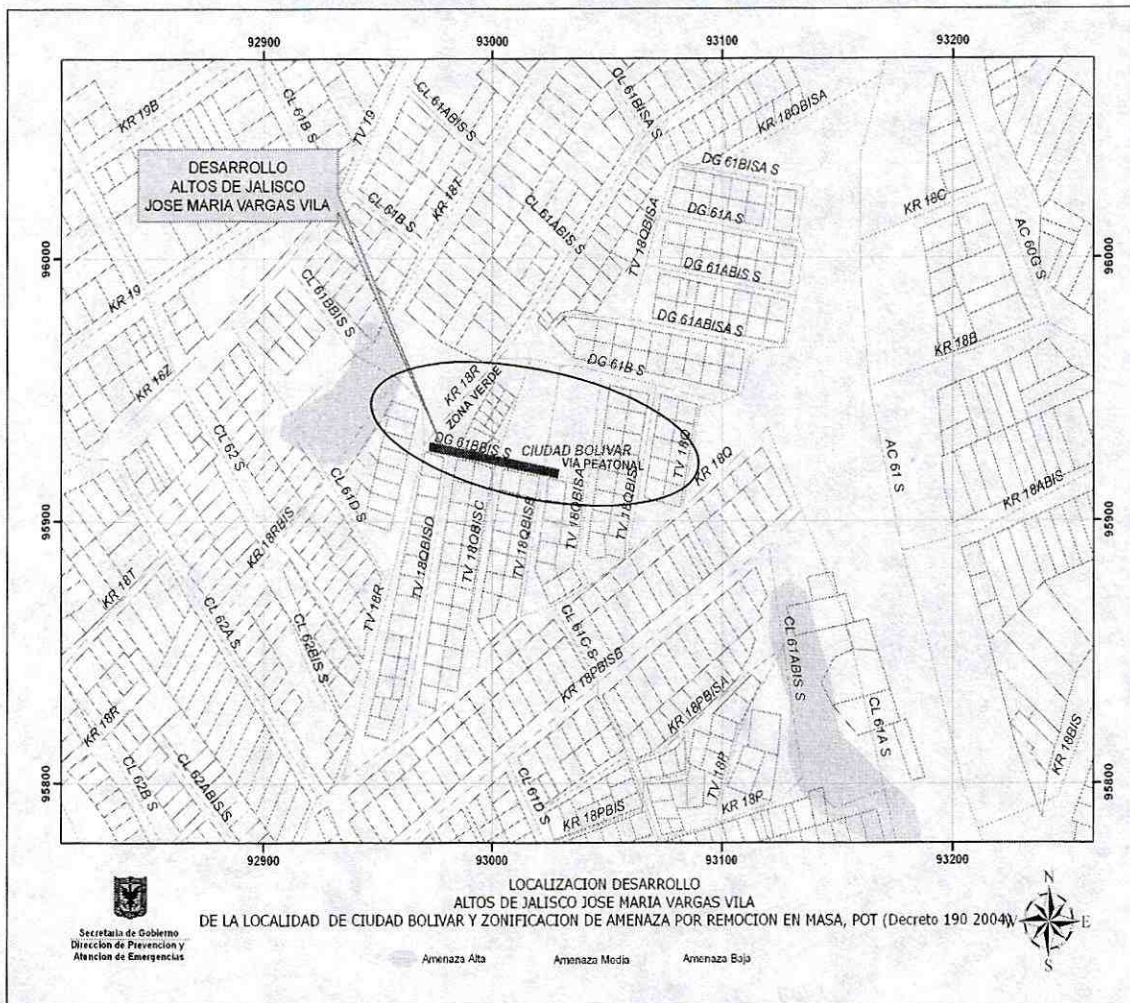 92900 93000 93100 93200
96000
95900
95800
96000
95900
95800
KR 19B
CL 61B S
TV 19
CL 61ABIS S
CL 61BISA S
KR 18QBISA
DESARROLLO
ALTOS DE JALISCO
JOSE MARIA VARGAS VILA
CL 61B S
KR 18T
CL 61ABIS S
TV 18QBISA
DG 61BISA S
DG 61A S
DG 61ABIS S
DG 61ABISA S
DG 61B S
KR 18C
AC 60G S
KR 18B
KR 19
CL 61BBIS S
KR 18Z
KR 18R
ZONA VERDE
DG 61BBIS S
CIUDAD BOLIVAR
VIA PEATONAL
TV 18Q
KR 18Q
AC 61 S
KR 18ABIS
CL 62 S
CL 61D S
KR 18RBIS
TV 18QBISD
TV 18QBISC
TV 18QBISB
TV 18QBISA
TV 18QBIS
KR 18T
TV 18R
CL 62A S
CL 62BIS S
CL 61C S
KR 18PBISB
KR 18PBISA
CL 61ABIS S
CL 61A S
KR 18R
CL 62B S
CL 62ABIS S
CL 61D S
KR 18PBIS
TV 18P
KR 18P
KR 18BIS
92900 93000 93100 93200
LOCALIZACION DESARROLLO
ALTOS DE JALISCO JOSE MARIA VARGAS VILA
DE LA LOCALIDAD DE CIUDAD BOLIVAR Y ZONIFICACION DE AMENAZA POR REMOCION EN MASA, POT (Decreto 190 2004)
Secretaria de Gobierno
Direccion de Prevencion y
Atencion de Emergencias
Amenaza Alta Amenaza Media Amenaza Baja
N
W E
S